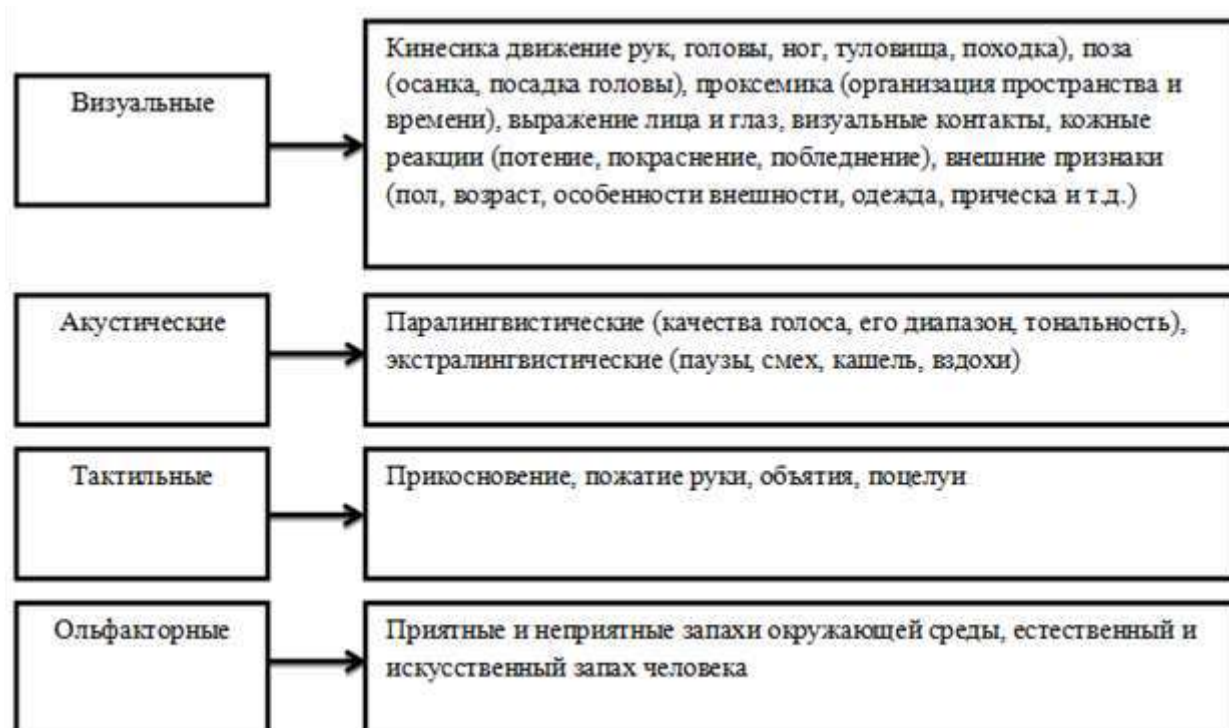 Визуальные
Кинесика движение рук, головы, ног, туловища, походка), поза
(осанка, посадка головы), проксемика (организация пространства и
времени), выражение лица и глаз, визуальные контакты, кожные
реакции (потение, покраснение, побледнение), внешние признаки
(пол, возраст, особенности внешности, одежда, прическа и т.д.)
Акустические
Паралингвистические (качества голоса, его диапазон, тональность),
экстралингвистические (паузы, смех, кашель, вздохи)
Тактильные
Прикосновение, пожатие руки, объятия, поцелуи
Ольфакторные
Приятные и неприятные запахи окружающей среды, естественный и
искусственный запах человека